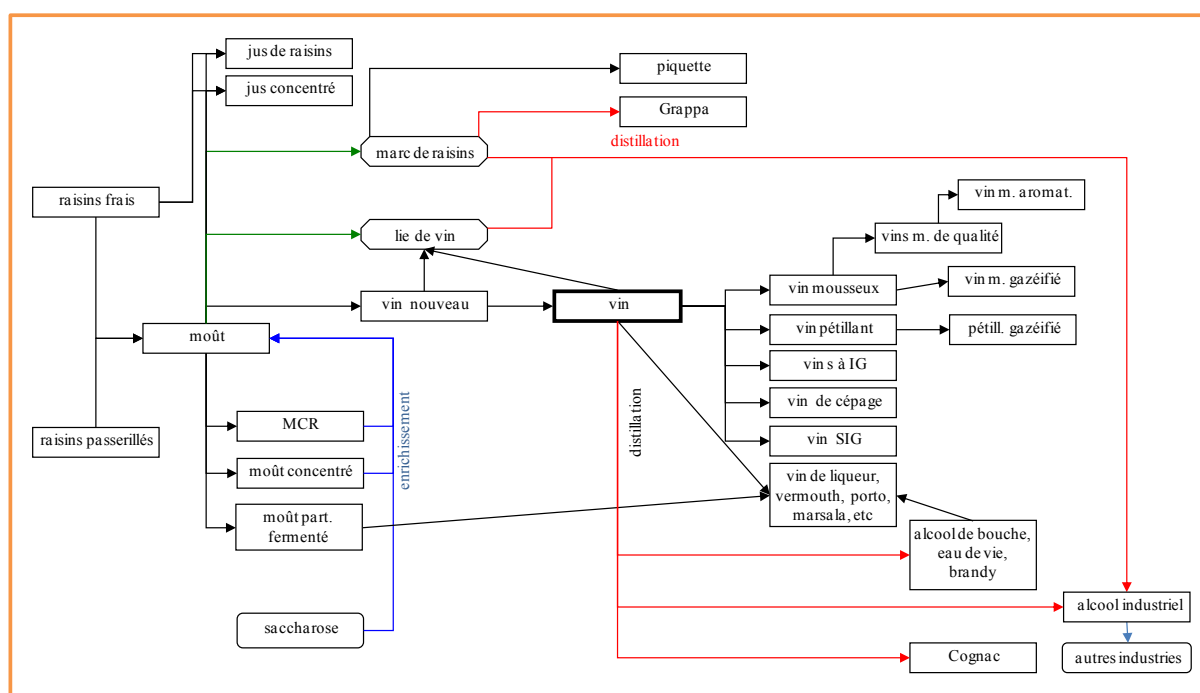 jus de raisins
jus concentré
piquette
Grappa
distillation
marc de raisins
vin m. aromat.
raisins frais
vins m. de qualité
lie de vin
vin mousseux
vin m. gazéifié
vin nouveau
vin
vin pétillant
pétill. gazéifié
moût
vin s à IG
vin de cépage
distillation
enrichissement
MCR
raisins passerillés
vin SIG
moût concentré
vin de liqueur,
vermouth, porto,
marsala, etc
moût part.
fermenté
alcool de bouche,
eau de vie,
brandy
alcool industriel
saccharose
Cognac
autres industries